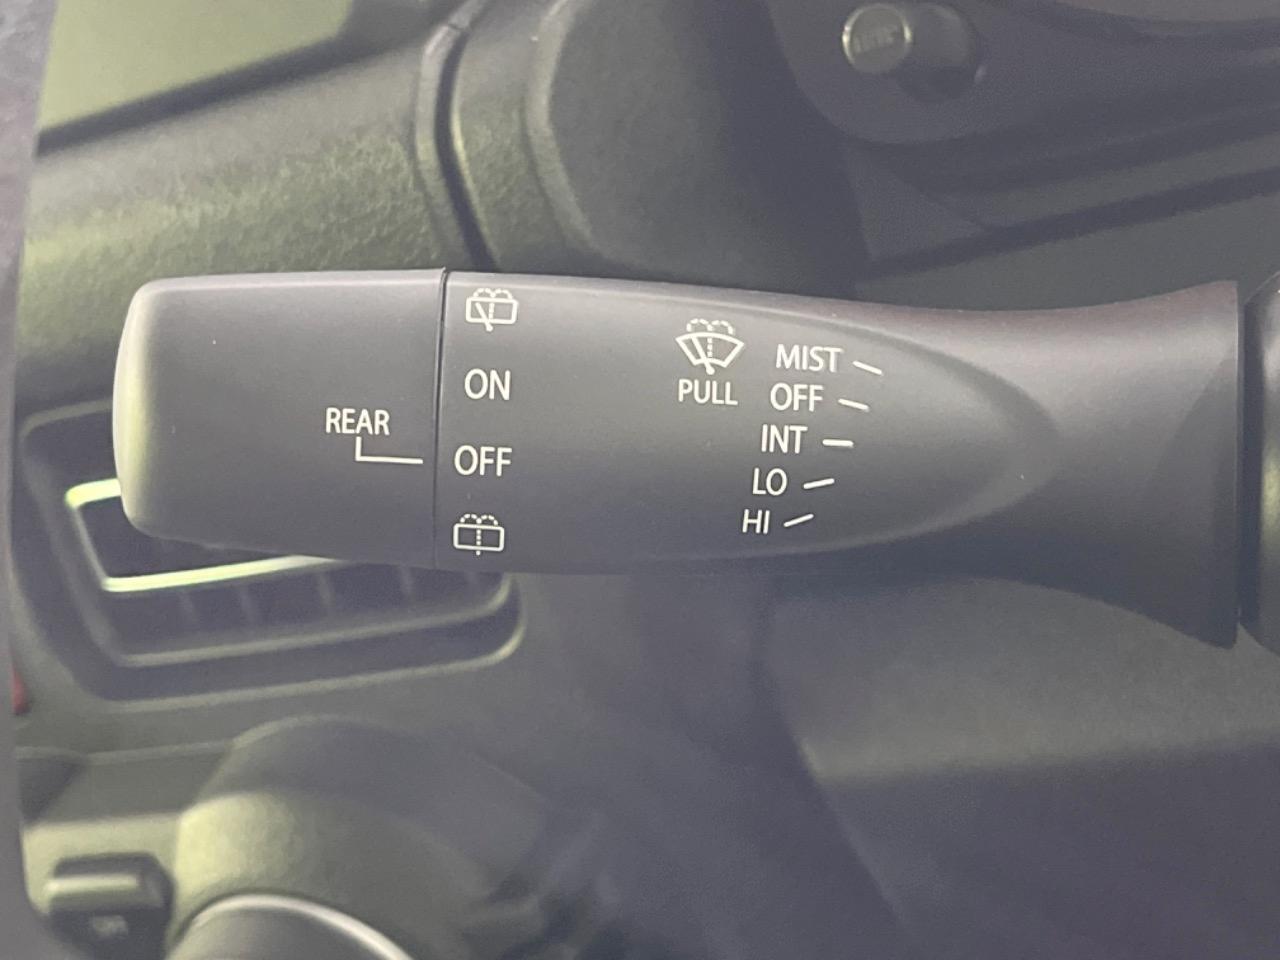 ON
REAR
OFF
PULL
MIST
OFF
INT
LO
HI